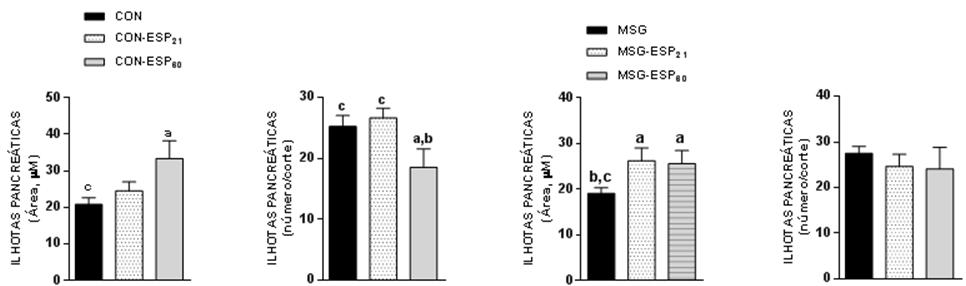 CON
CON-ESP21
CON-ESP60
ILHOTAS PANCREÁTICAS
(Área, µM)
50
40
30
20
10
0
c
a
ILHOTAS PANCREÁTICAS
(número/corte)
30
20
10
0
c
c
a,b
MSG
MSG-ESP21
MSG-ESP60
ILHOTAS PANCREÁTICAS
(Área, µM)
40
30
20
10
0
b,c
a
a
ILHOTAS PANCREÁTICAS
(número/corte)
40
30
20
10
0